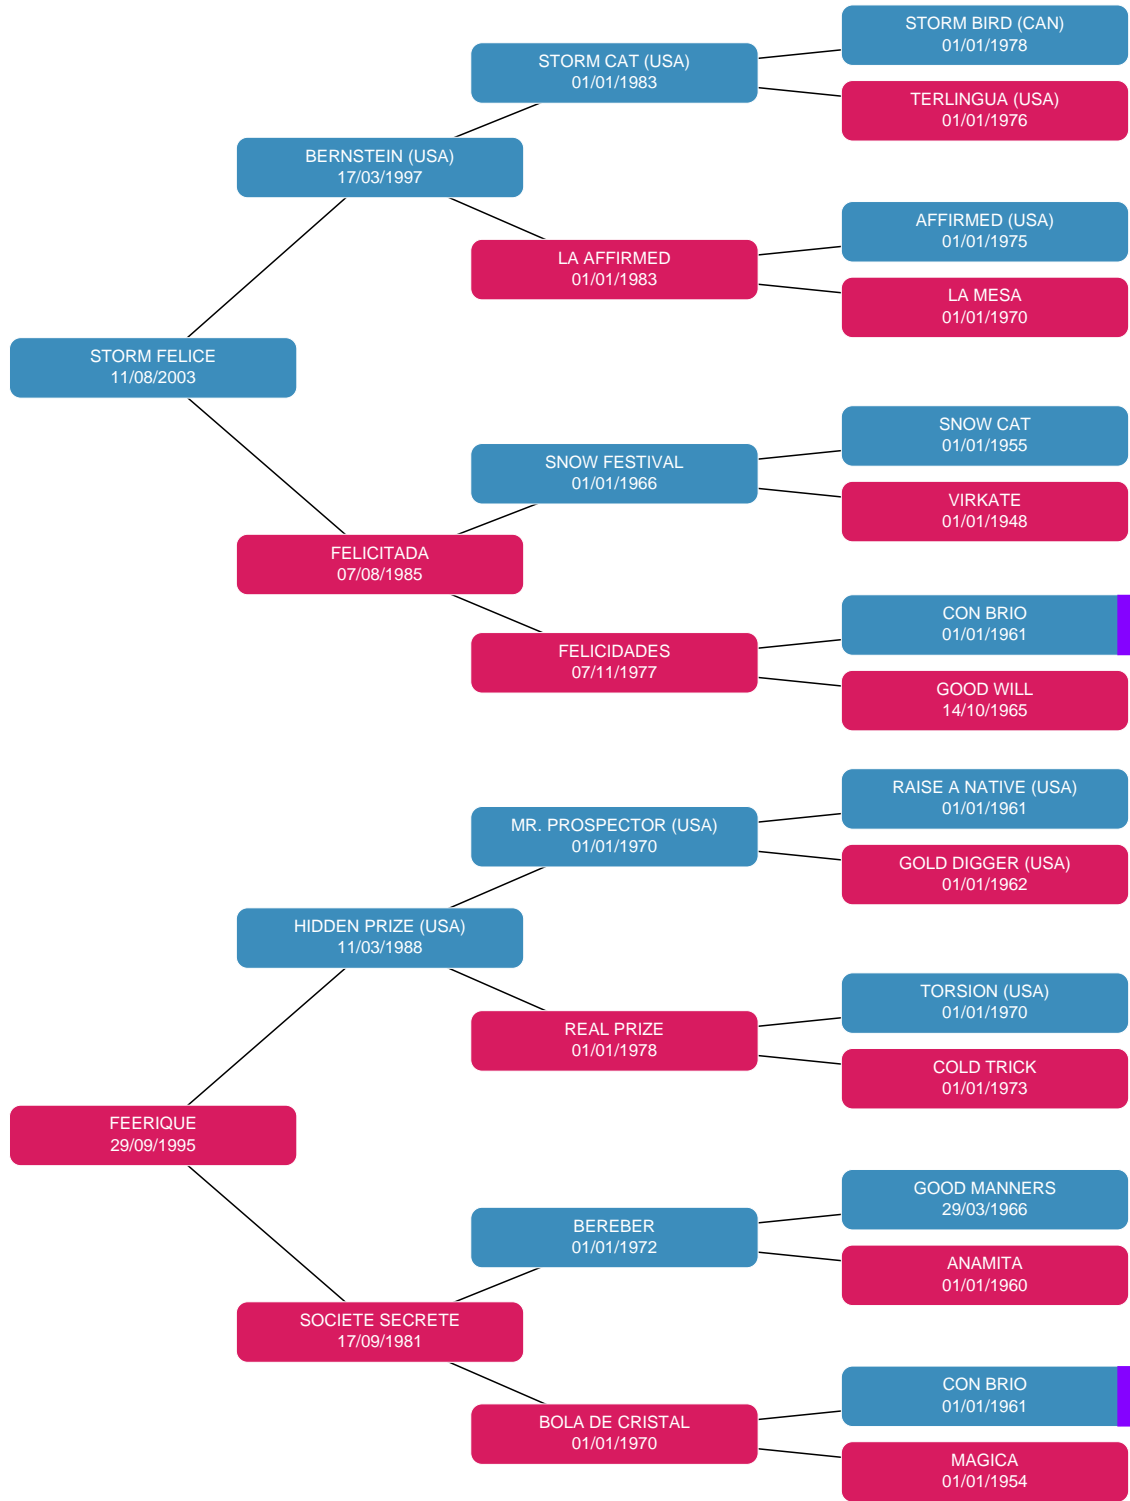 STORM BIRD (CAN)
01/01/1978
STORM CAT (USA)
01/01/1983
TERLINGUA (USA)
01/01/1976
BERNSTEIN (USA)
17/03/1997
AFFIRMED (USA)
01/01/1975
LA AFFIRMED
01/01/1983
LA MESA
01/01/1970
STORM FELICE
11/08/2003
SNOW CAT
01/01/1955
SNOW FESTIVAL
01/01/1966
VIRKATE
01/01/1948
FELICITADA
07/08/1985
CON BRIO
01/01/1961
FELICIDADES
07/11/1977
GOOD WILL
14/10/1965
RAISE A NATIVE (USA)
01/01/1961
MR. PROSPECTOR (USA)
01/01/1970
GOLD DIGGER (USA)
01/01/1962
HIDDEN PRIZE (USA)
11/03/1988
TORSION (USA)
01/01/1970
REAL PRIZE
01/01/1978
COLD TRICK
01/01/1973
FEERIQUE
29/09/1995
GOOD MANNERS
29/03/1966
BEREBER
01/01/1972
ANAMITA
01/01/1960
SOCIETE SECRETE
17/09/1981
CON BRIO
01/01/1961
BOLA DE CRISTAL
01/01/1970
MAGICA
01/01/1954